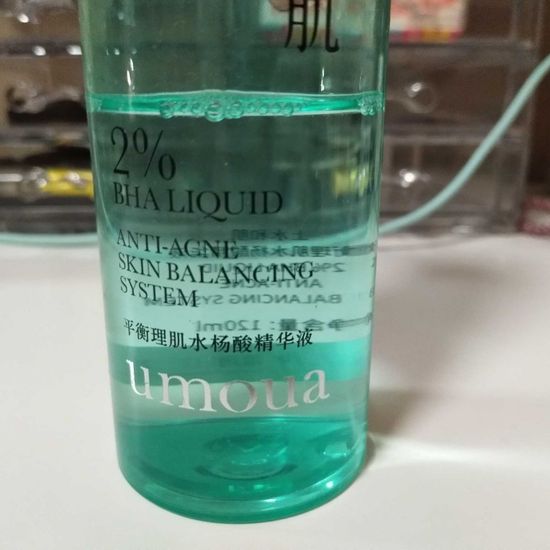 肌
2%
BHA LIQUID
ANTI-AGNE
SKIN BALANCING
SYSTEM
平衡理肌水杨酸精华液
umoua